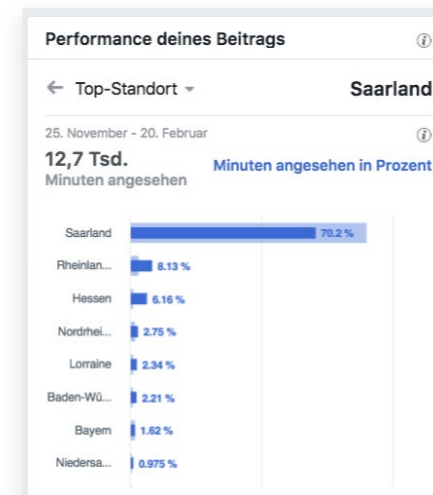 Performance deines Beitrags
Top-Standort
Saarland
25. November - 20. Februar
12,7 Tsd.
Minuten angesehen in Prozent
Minuten angesehen
Saarland 70.2 %
Rheinlan... 8.13 %
Hessen 6.16 %
Nordrhei... 2.75 %
Lorraine 2.34 %
Baden-Wü... 2.21 %
Bayern 1.62 %
Niedersa... 0.975 %